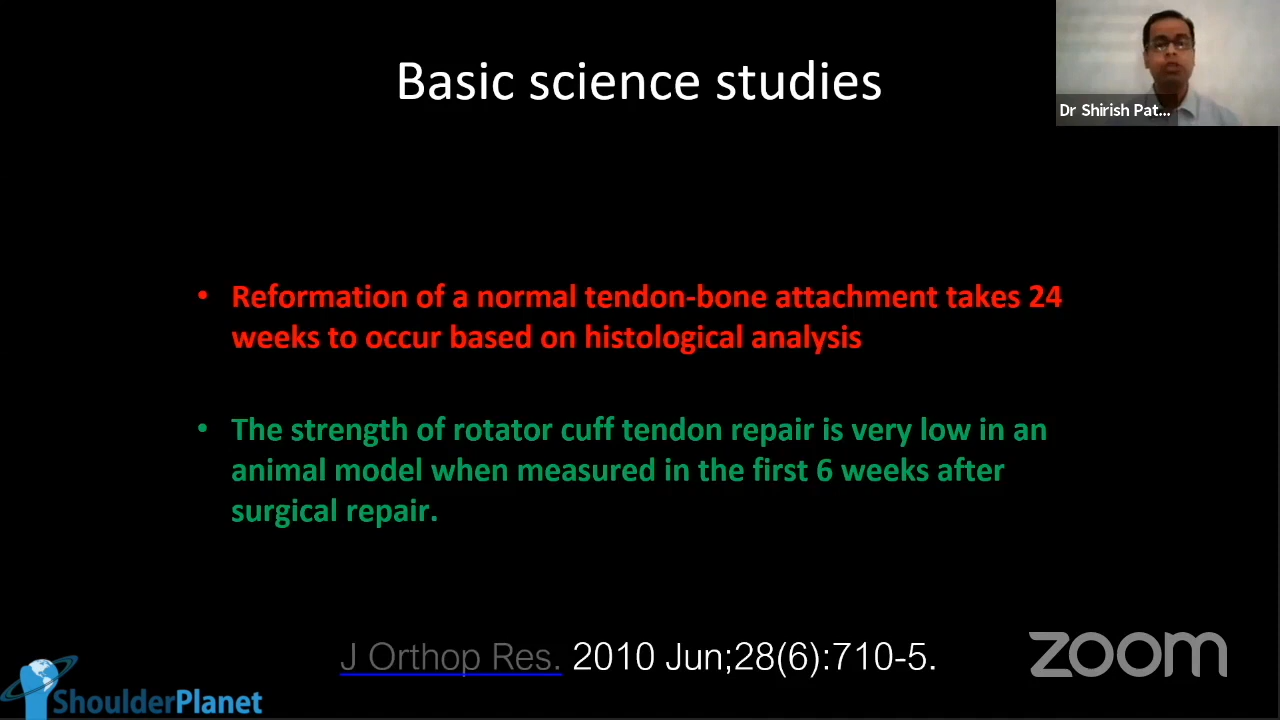 Basic science studies
Dr Shirish Pat...
• Reformation of a normal tendon-bone attachment takes 24
weeks to occur based on histological analysis
• The strength of rotator cuff tendon repair is very low in an
animal model when measured in the first 6 weeks after
surgical repair.
J Orthop Res. 2010 Jun;28(6):710-5.
zoom
ShoulderPlanet